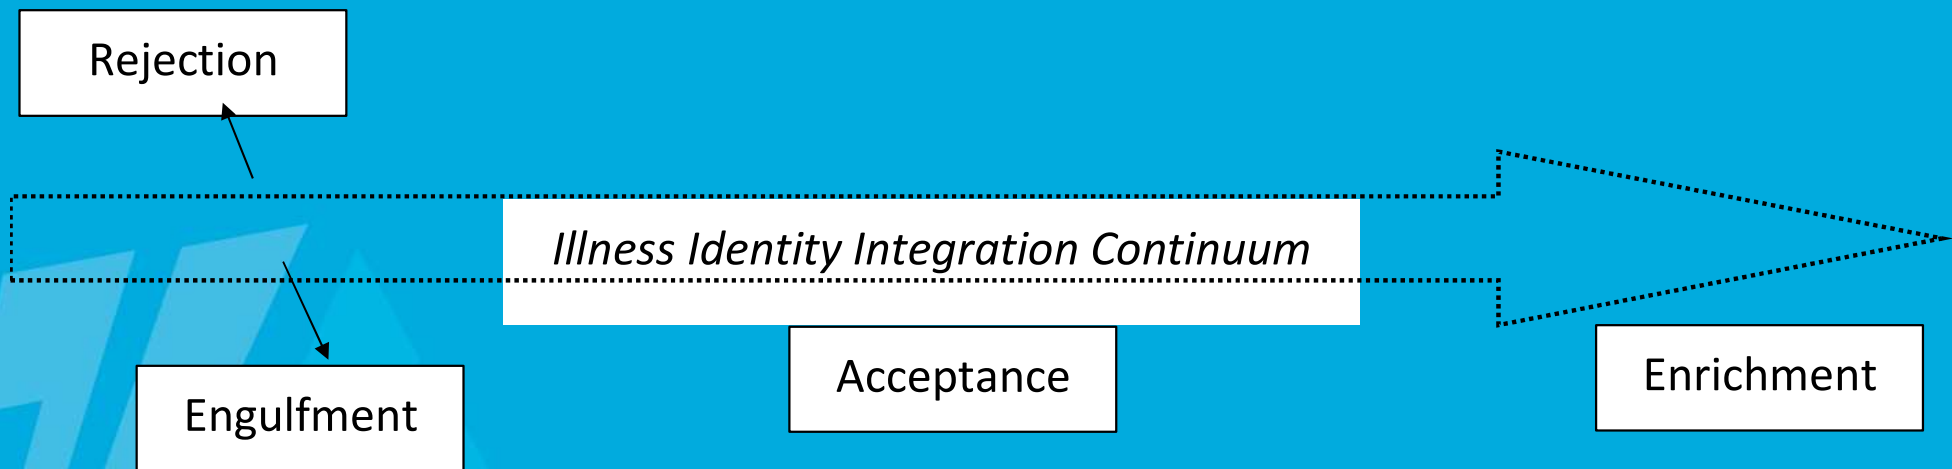 Rejection
Illness Identity Integration Continuum
Acceptance
Enrichment
Engulfment